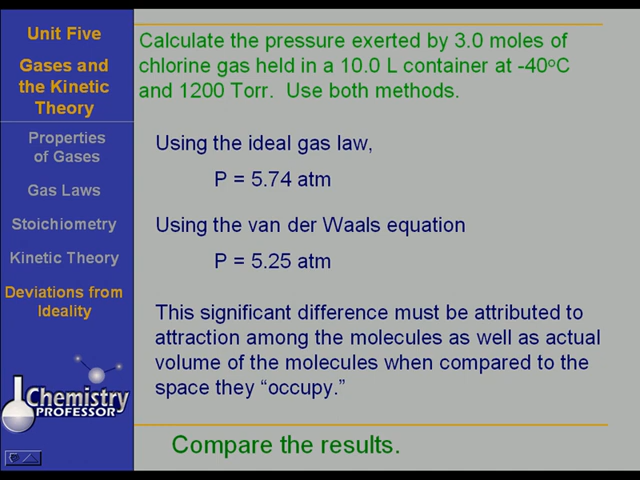 Unit Five
Gases and
the Kinetic
Theory
Properties
of Gases
Gas Laws
Stoichiometry
Kinetic Theory
Deviations from
Ideality
Chemistry
PROFESSOR
Calculate the pressure exerted by 3.0 moles of
chlorine gas held in a 10.0 L container at -40ºC
and 1200 Torr.  Use both methods.
Using the ideal gas law,
P = 5.74 atm
Using the van der Waals equation
P = 5.25 atm
This significant difference must be attributed to
attraction among the molecules as well as actual
volume of the molecules when compared to the
space they “occupy.”
Compare the results.